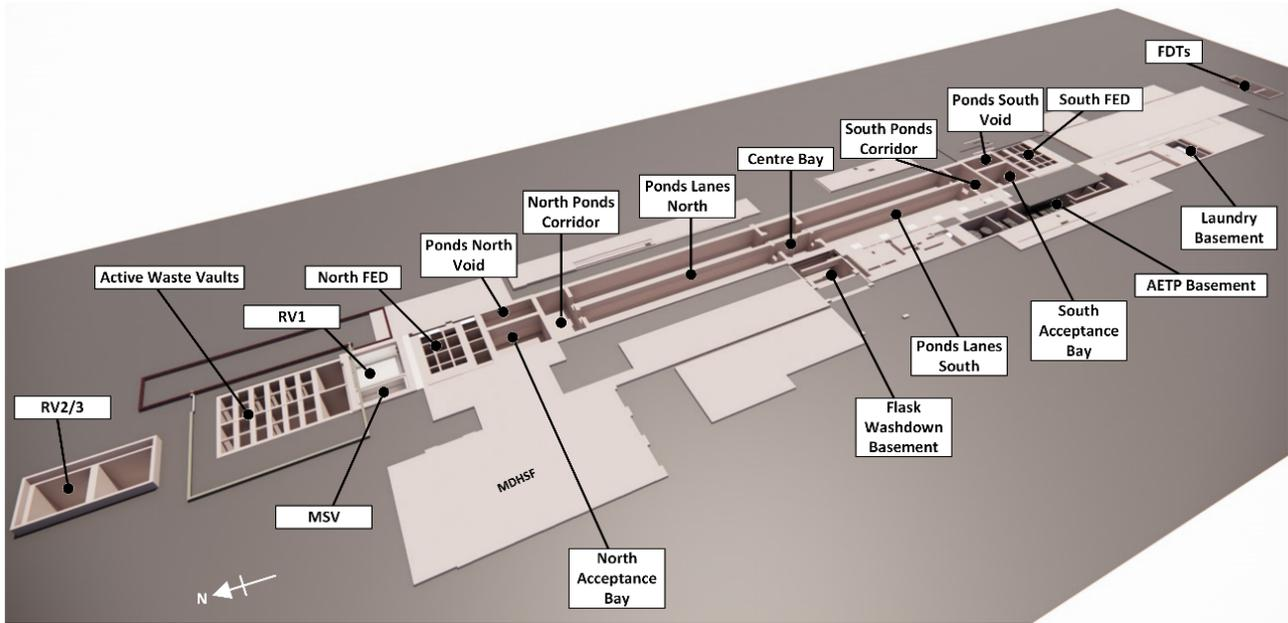 FDTs
Ponds South
Void
South FED
South Ponds
Corridor
Centre Bay
Ponds Lanes
North
North Ponds
Corridor
Ponds North
Void
North FED
Active Waste Vaults
RV1
RV2/3
MSV
MDHSF
N
North
Acceptance
Bay
Flask
Washdown
Basement
Ponds Lanes
South
South
Acceptance
Bay
AETP Basement
Laundry
Basement